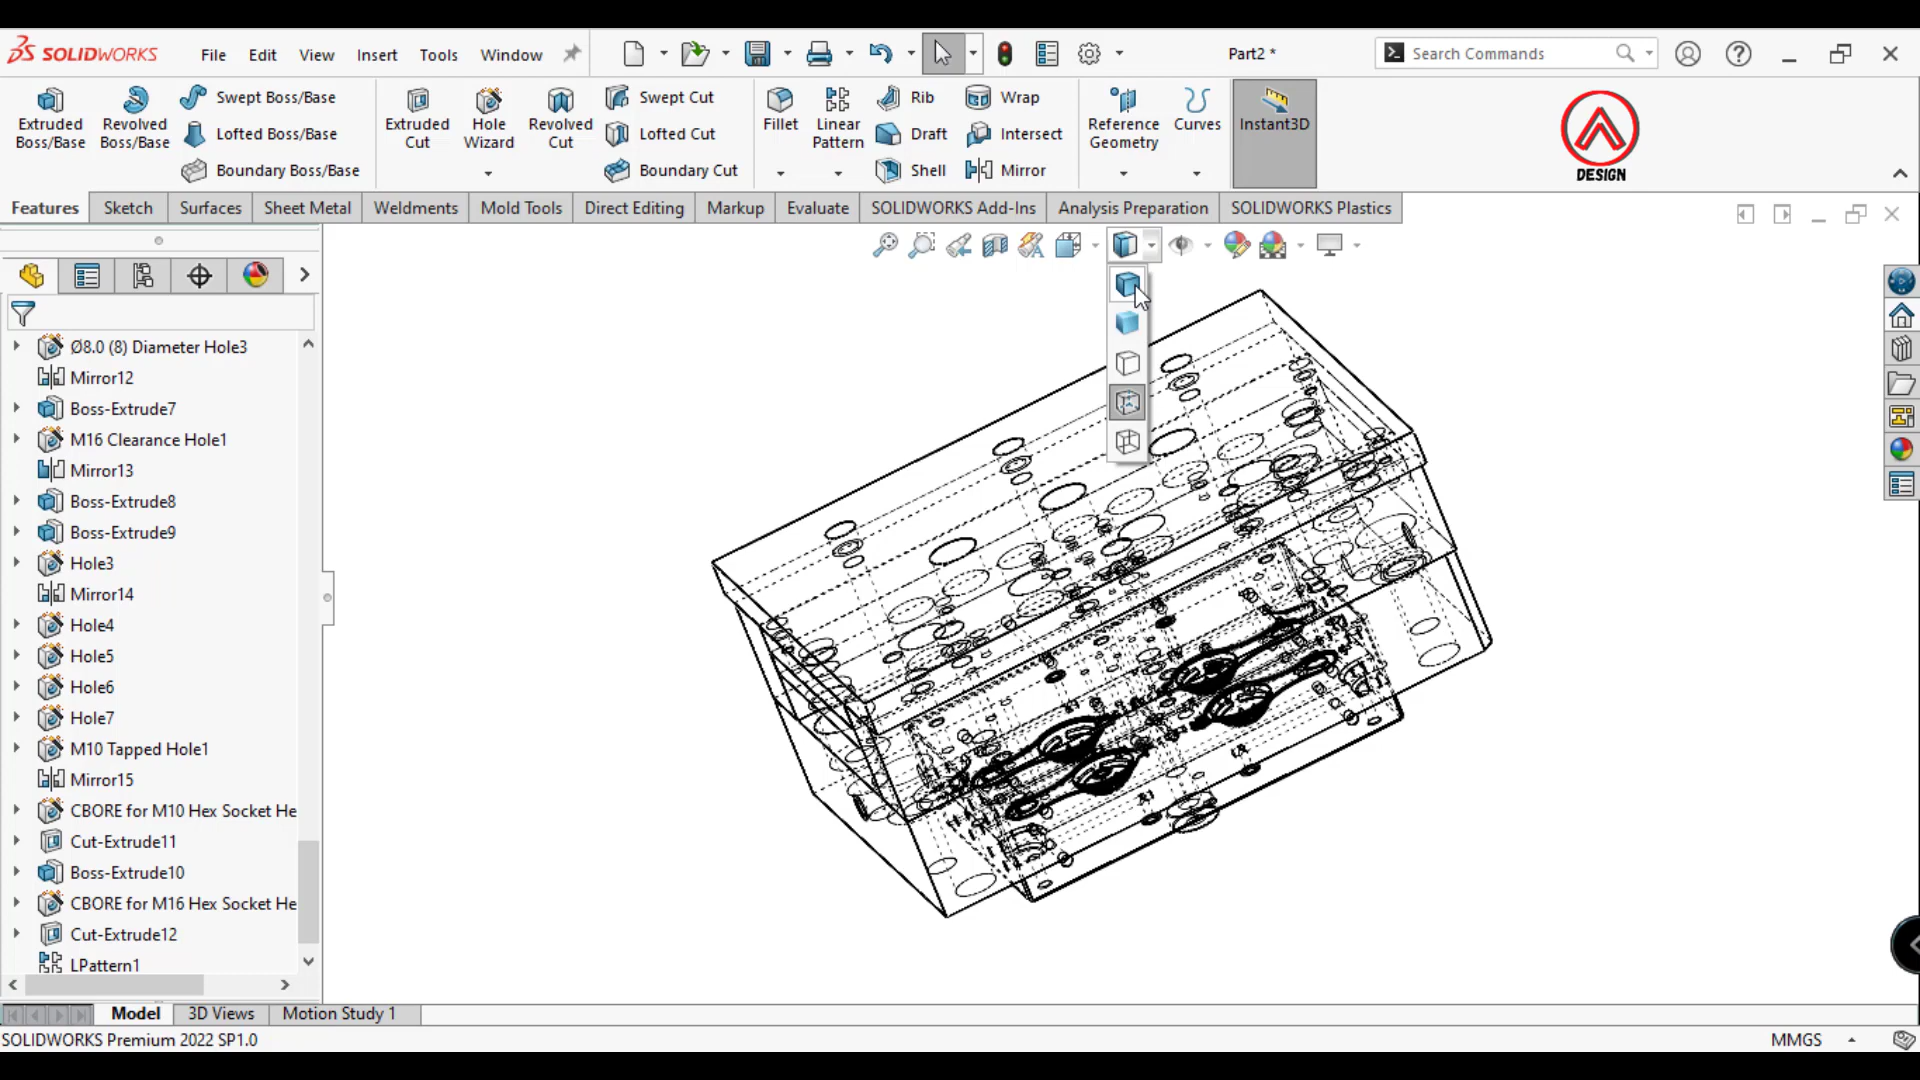 SOLIDWORKS
File Edit View Insert Tools Window
Part2 *
Search Commands
Extruded Boss/Base
Revolved Boss/Base
Swept Boss/Base
Lofted Boss/Base
Boundary Boss/Base
Extruded Cut
Hole Wizard
Revolved Cut
Swept Cut
Lofted Cut
Boundary Cut
Fillet
Linear Pattern
Rib
Draft
Shell
Wrap
Intersect
Mirror
Reference Geometry
Curves
Instant3D
DESIGN
Features Sketch Surfaces Sheet Metal Weldments Mold Tools Direct Editing Markup Evaluate SOLIDWORKS Add-Ins Analysis Preparation SOLIDWORKS Plastics
Ø8.0 (8) Diameter Hole3
Mirror12
Boss-Extrude7
M16 Clearance Hole1
Mirror13
Boss-Extrude8
Boss-Extrude9
Hole3
Mirror14
Hole4
Hole5
Hole6
Hole7
M10 Tapped Hole1
Mirror15
CBORE for M10 Hex Socket He
Cut-Extrude11
Boss-Extrude10
CBORE for M16 Hex Socket He
Cut-Extrude12
LPattern1
Model 3D Views Motion Study 1
SOLIDWORKS Premium 2022 SP1.0
MMGS